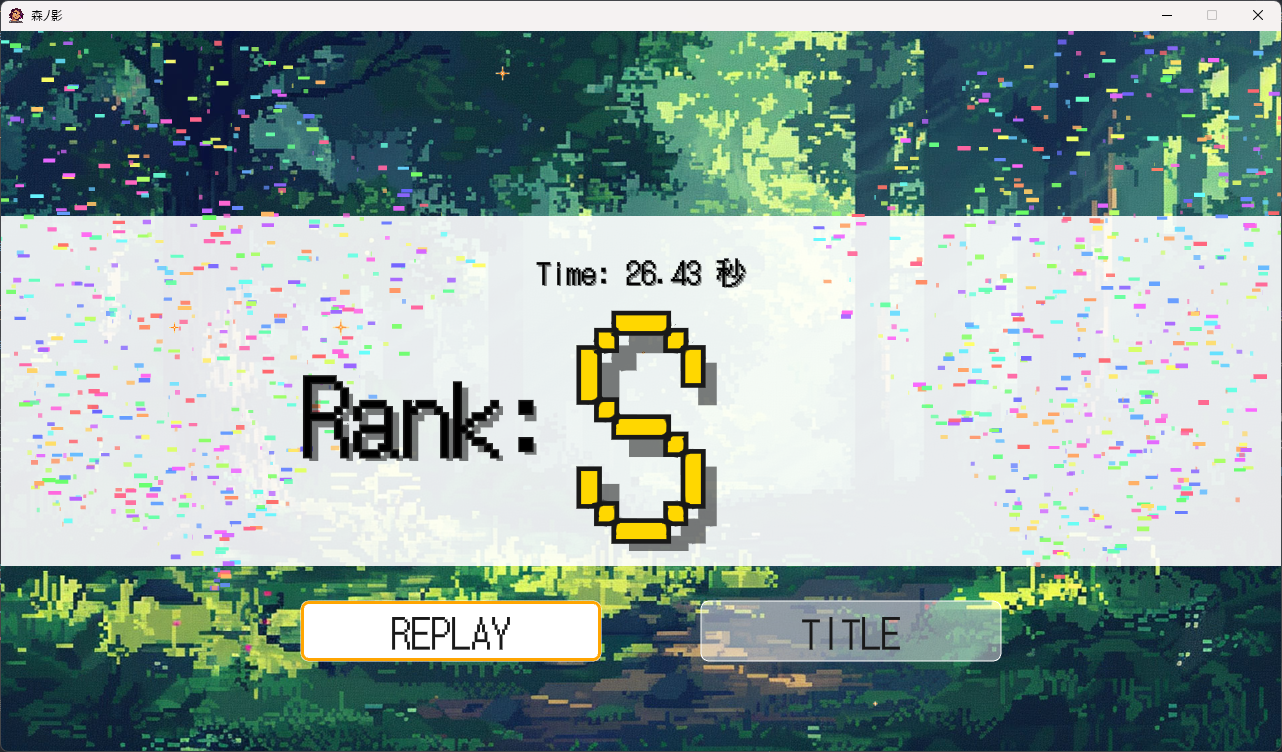 森ノ影
Time: 26.43 秒
Rank: S
REPLAY
TITLE